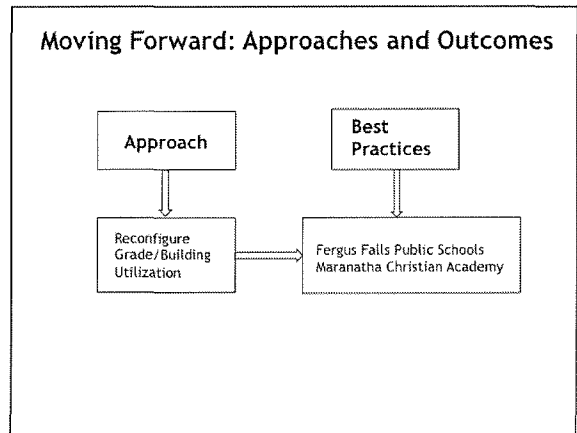 Moving Forward: Approaches and Outcomes
Approach
Best
Practices
Reconfigure
Grade/Building
Utilization
Fergus Falls Public Schools
Maranatha Christian Academy